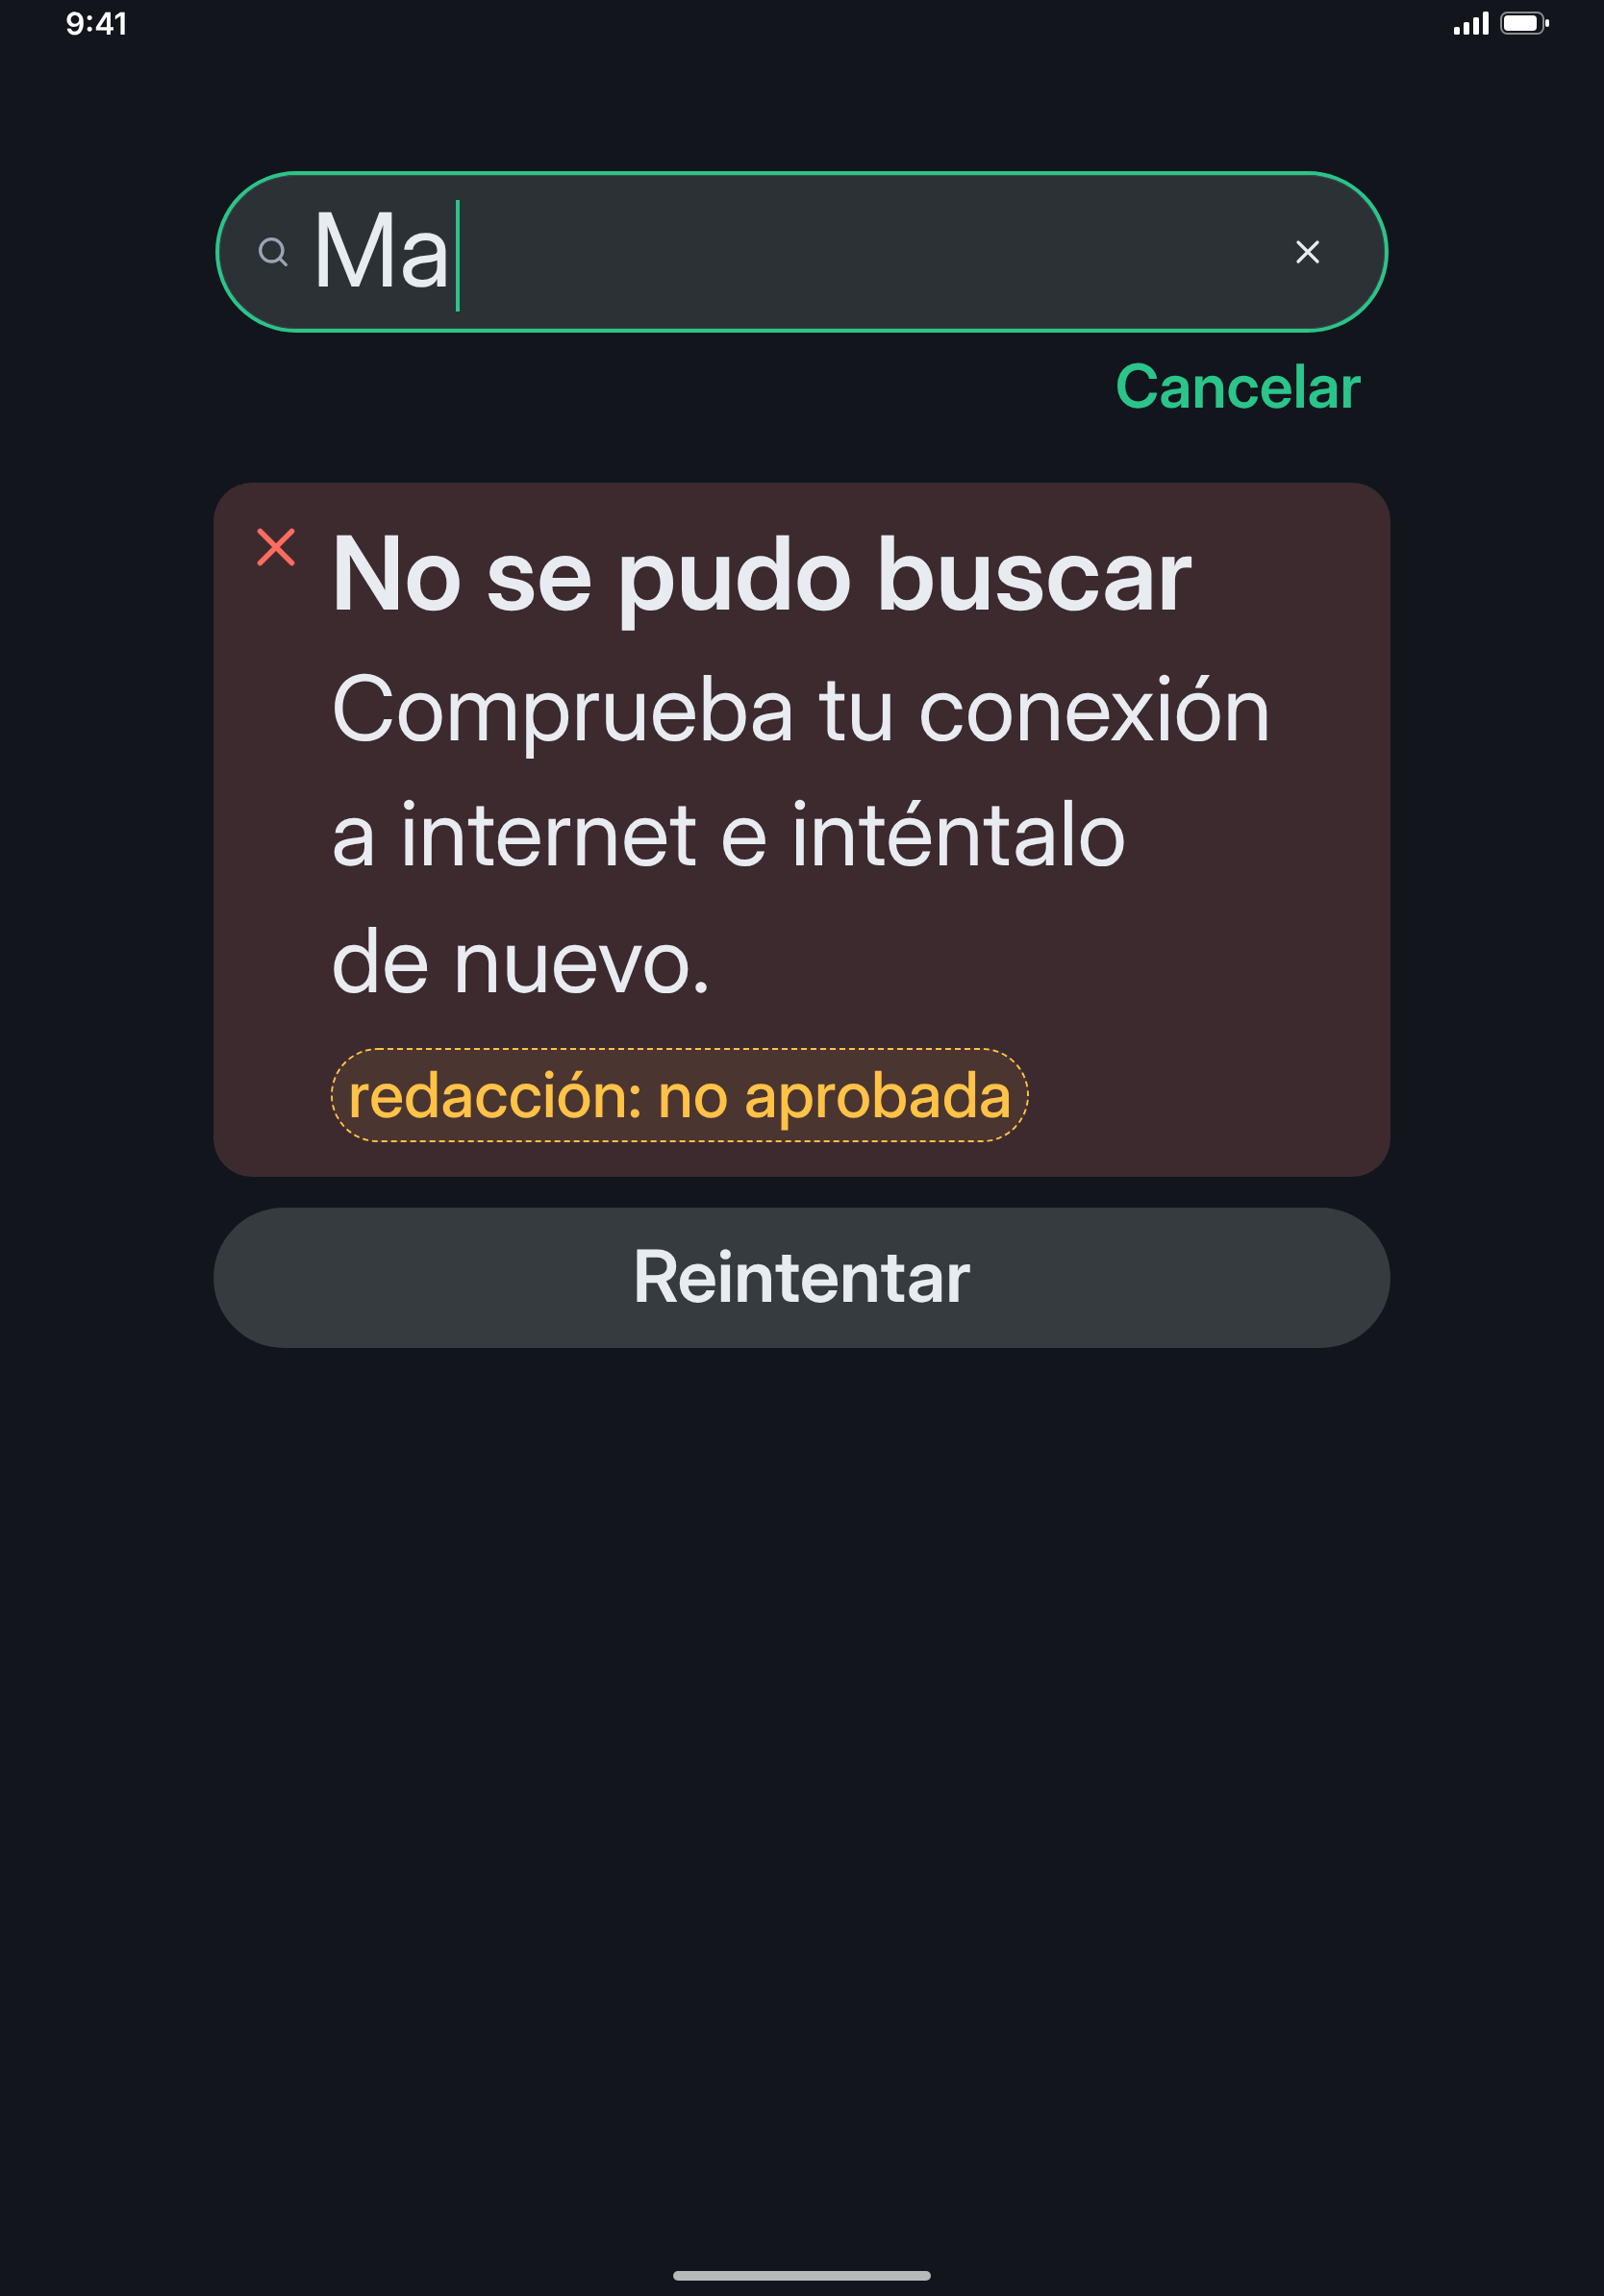 9:41
Ma
Cancelar
No se pudo buscar
Comprueba tu conexión
a internet e inténtalo
de nuevo.
redacción: no aprobada
Reintentar